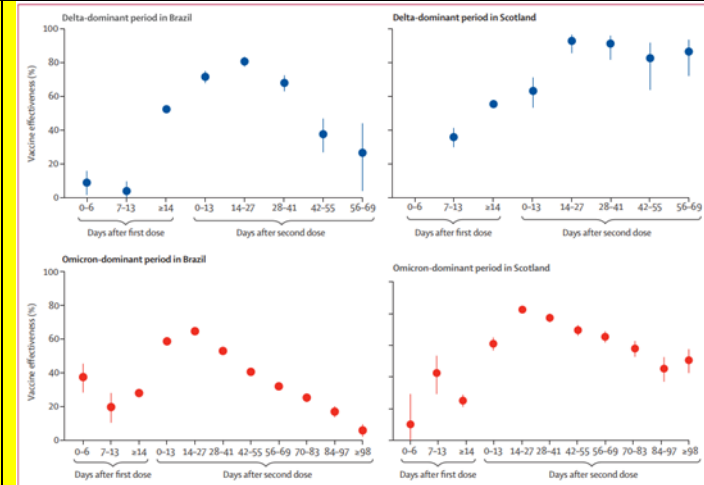 Delta-dominant period in Brazil
Vaccine effectiveness (%)
100
80
60
40
20
0
0–6 7–13 ≥14 0–13 14–27 28–41 42–55 56–69
Days after first dose Days after second dose
Delta-dominant period in Scotland
0–6 7–13 ≥14 0–13 14–27 28–41 42–55 56–69
Days after first dose Days after second dose
Omicron-dominant period in Brazil
Vaccine effectiveness (%)
100
80
60
40
20
0
0–6 7–13 ≥14 0–13 14–27 28–41 42–55 56–69 70–83 84–97 ≥98
Days after first dose Days after second dose
Omicron-dominant period in Scotland
0–6 7–13 ≥14 0–13 14–27 28–41 42–55 56–69 70–83 84–97 ≥98
Days after first dose Days after second dose